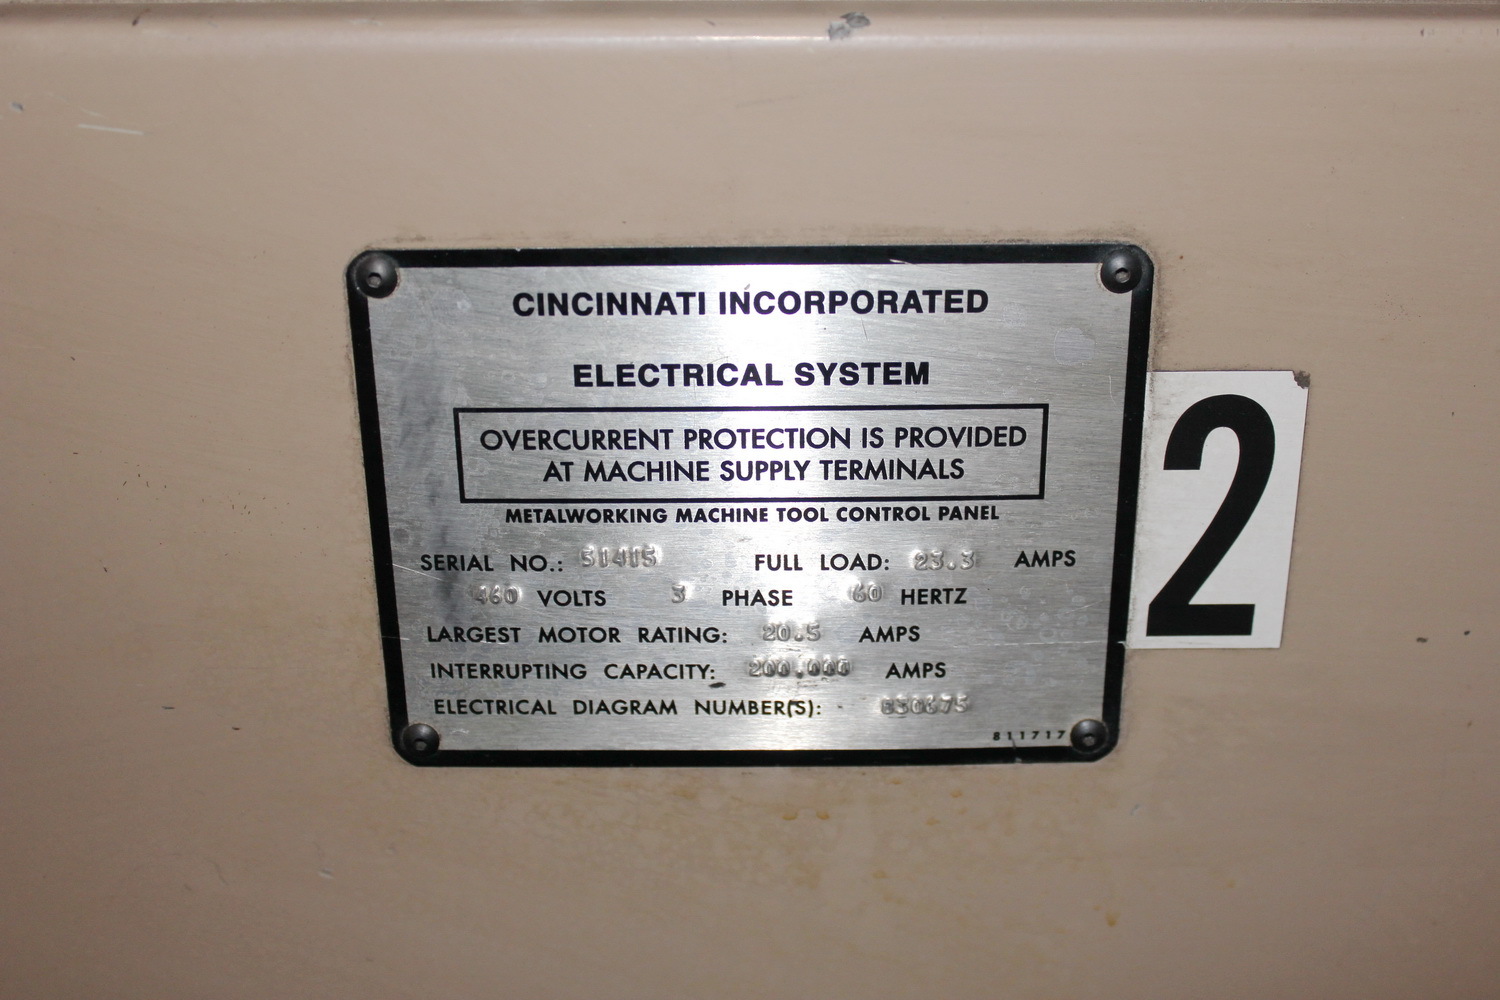 CINCINNATI INCORPORATED
ELECTRICAL SYSTEM
OVERCURRENT PROTECTION IS PROVIDED
AT MACHINE SUPPLY TERMINALS
METALWORKING MACHINE TOOL CONTROL PANEL
SERIAL NO.: 51415 FULL LOAD: 23.3 AMPS
460 VOLTS 3 PHASE 60 HERTZ
LARGEST MOTOR RATING: 20.5 AMPS
INTERRUPTING CAPACITY: 200,000 AMPS
ELECTRICAL DIAGRAM NUMBER(S):
811717
2